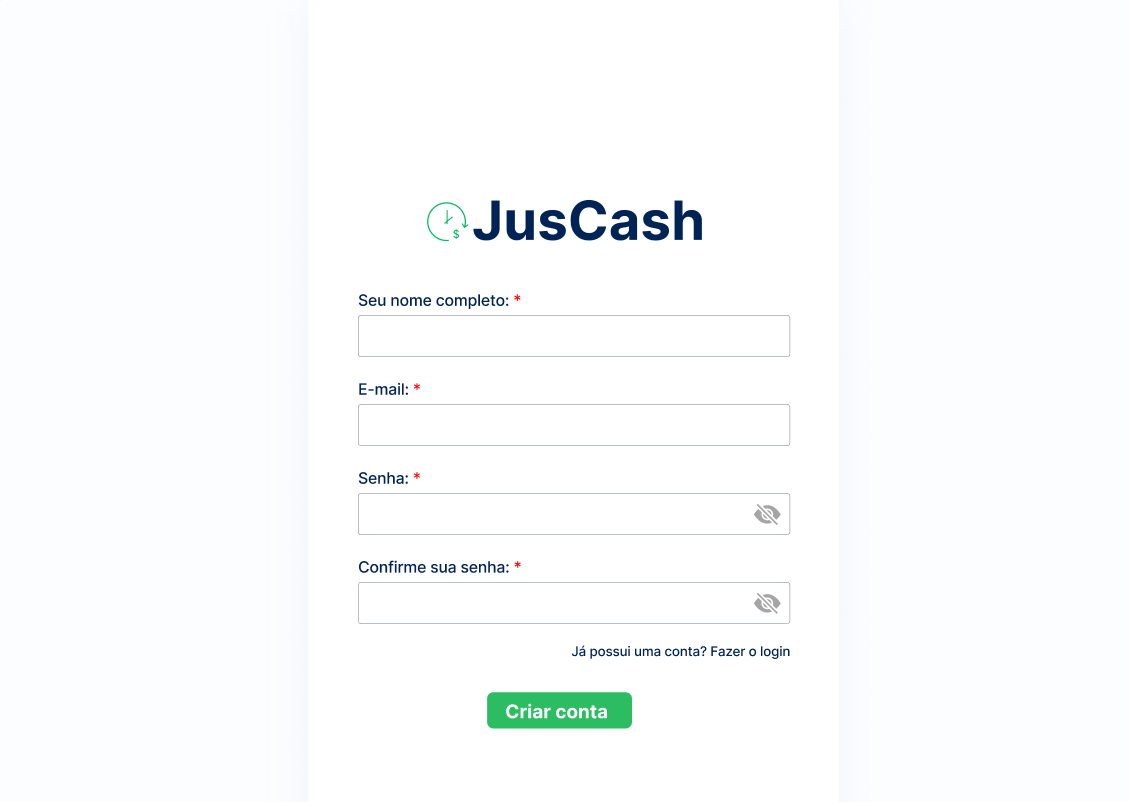 $
JusCash
Seu nome completo: *
E-mail: *
Senha: *
Confirme sua senha: *
Já possui uma conta? Fazer o login
Criar conta